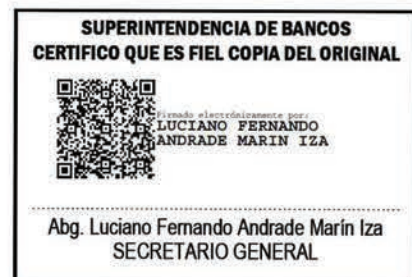 SUPERINTENDENCIA DE BANCOS
CERTIFICO QUE ES FIEL COPIA DEL ORIGINAL
Firmado electrónicamente por:
LUCIANO FERNANDO
ANDRADE MARIN IZA
Abg. Luciano Fernando Andrade Marín Iza
SECRETARIO GENERAL